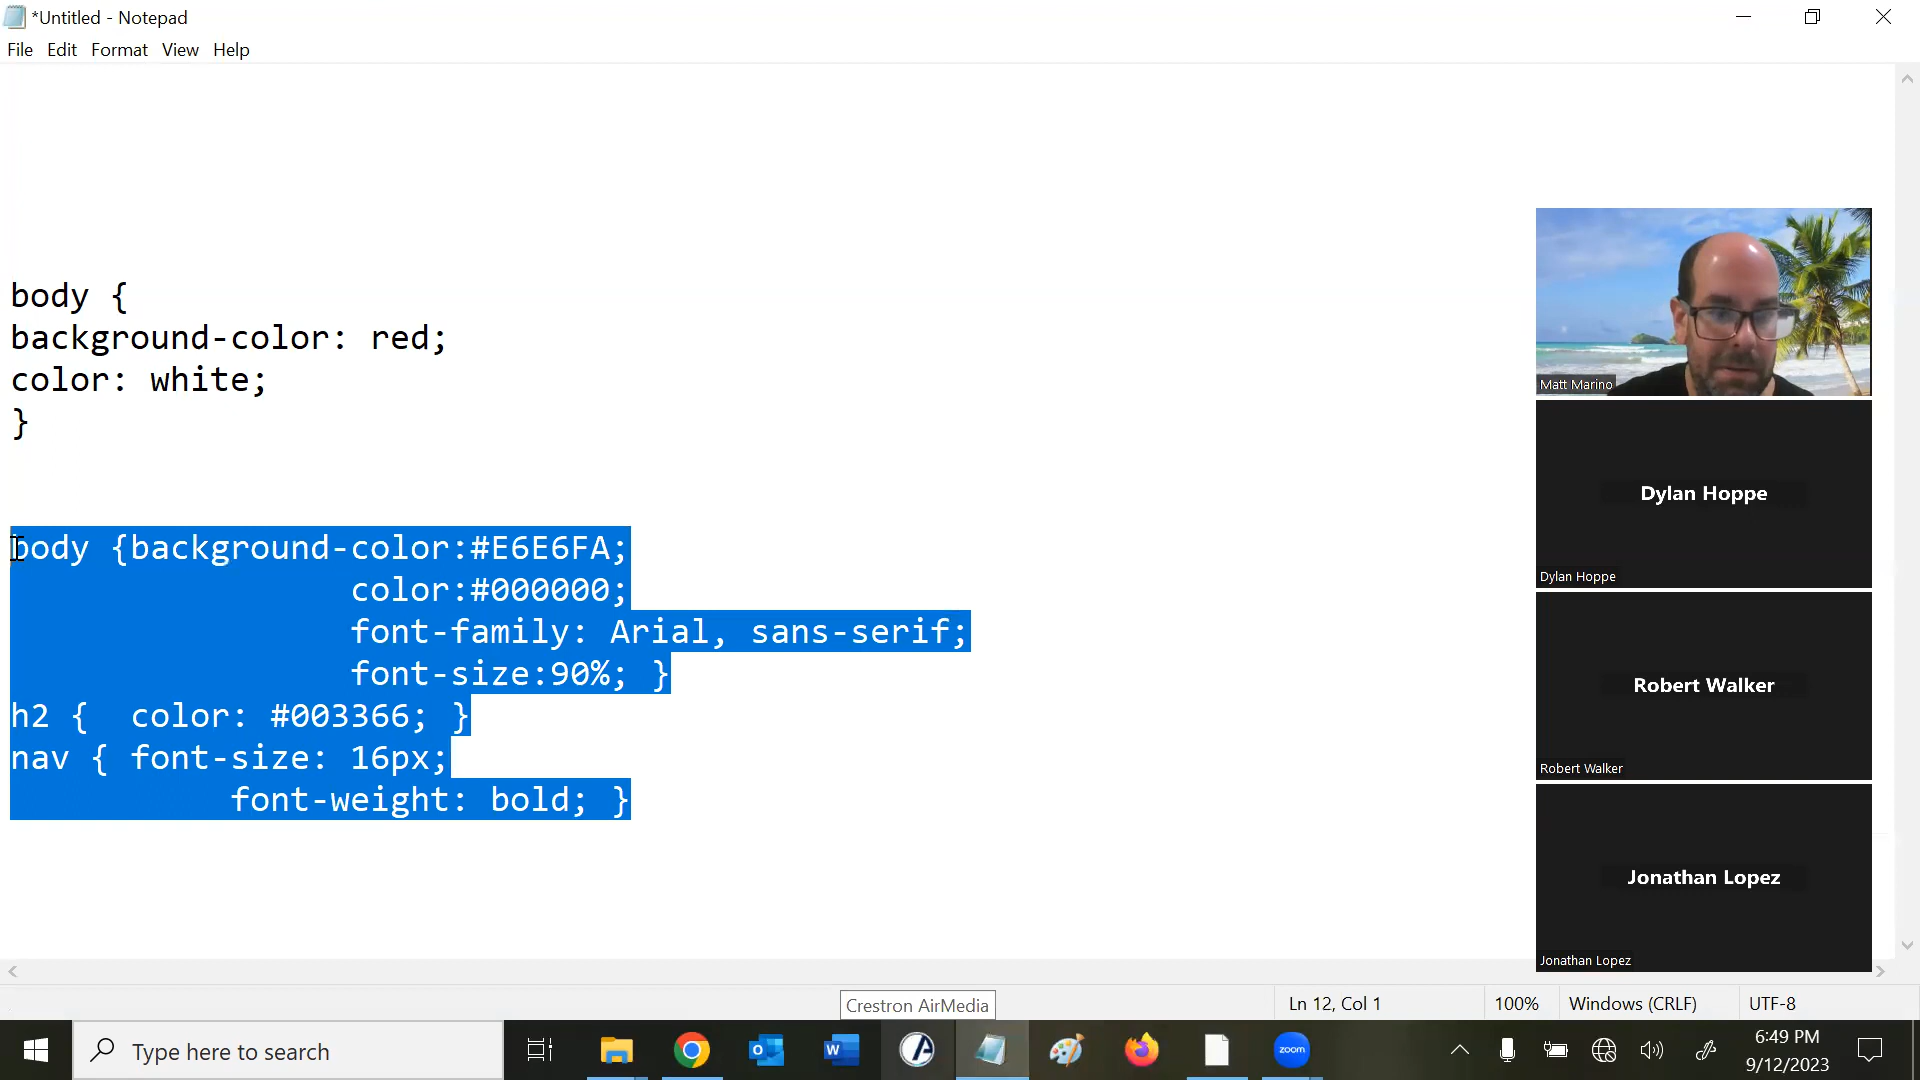 *Untitled - Notepad
File Edit Format View Help
body {
background-color: red;
color: white;
}
body {background-color:#E6E6FA;
color:#000000;
font-family: Arial, sans-serif;
font-size:90%; }
h2 {  color: #003366; }
nav { font-size: 16px;
font-weight: bold; }
Matt Marino
Dylan Hoppe
Dylan Hoppe
Robert Walker
Robert Walker
Jonathan Lopez
Jonathan Lopez
Crestron AirMedia
Ln 12, Col 1
100%
Windows (CRLF)
UTF-8
Type here to search
W
zoom
6:49 PM
9/12/2023